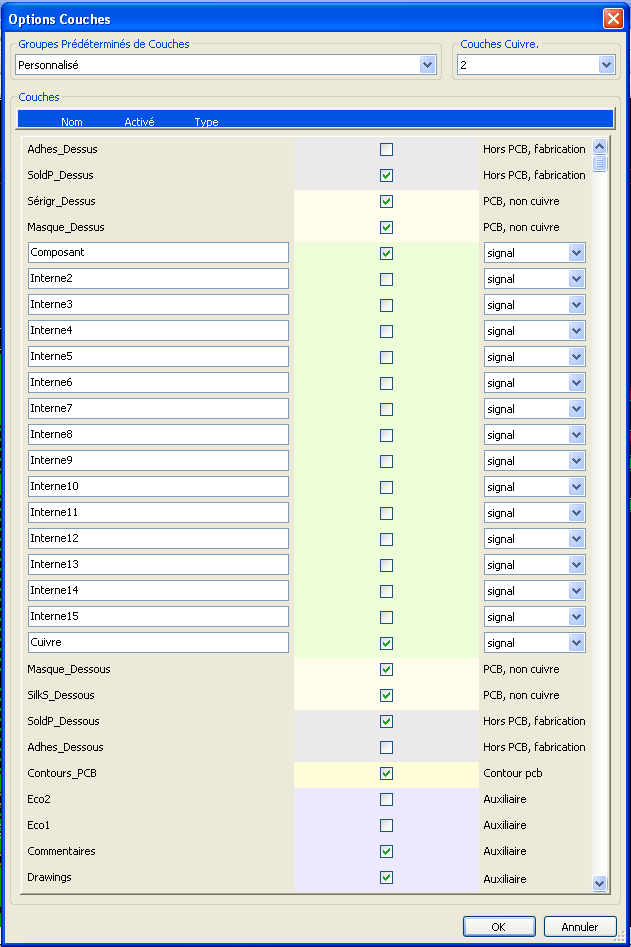 Options Couches
Groupes Prédéterminés de Couches Couches Cuivre.
Personnalisé 2
Couches
Nom Activé Type
Adhes_Dessus Hors PCB, fabrication
SoldP_Dessus Hors PCB, fabrication
Sérigr_Dessus PCB, non cuivre
Masque_Dessus PCB, non cuivre
Composant signal
Interne2 signal
Interne3 signal
Interne4 signal
Interne5 signal
Interne6 signal
Interne7 signal
Interne8 signal
Interne9 signal
Interne10 signal
Interne11 signal
Interne12 signal
Interne13 signal
Interne14 signal
Interne15 signal
Cuivre signal
Masque_Dessous PCB, non cuivre
SilkS_Dessous PCB, non cuivre
SoldP_Dessous Hors PCB, fabrication
Adhes_Dessous Hors PCB, fabrication
Contours_PCB Contour pcb
Eco2 Auxiliaire
Eco1 Auxiliaire
Commentaires Auxiliaire
Drawings Auxiliaire
OK Annuler